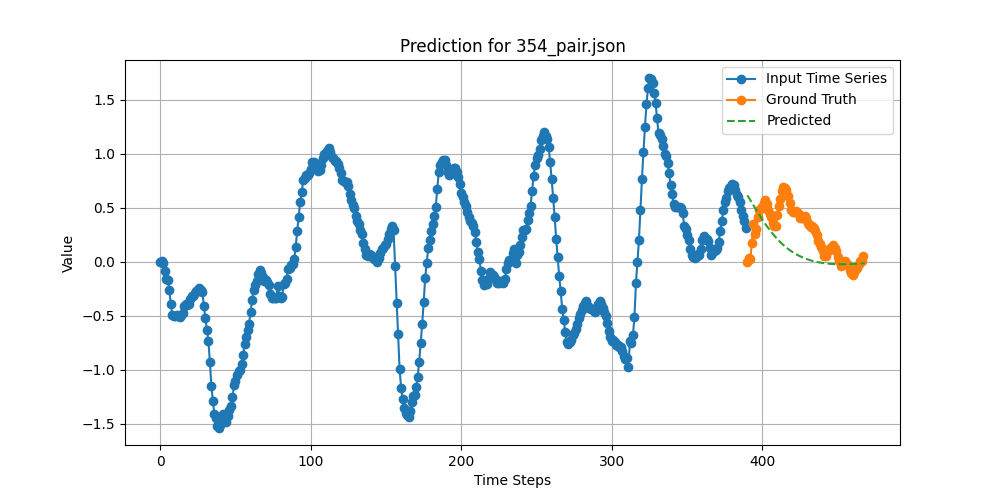 Prediction for 354_pair.json
Input Time Series
Ground Truth
Predicted
Value
1.5
1.0
0.5
0.0
−0.5
−1.0
−1.5
0 100 200 300 400
Time Steps